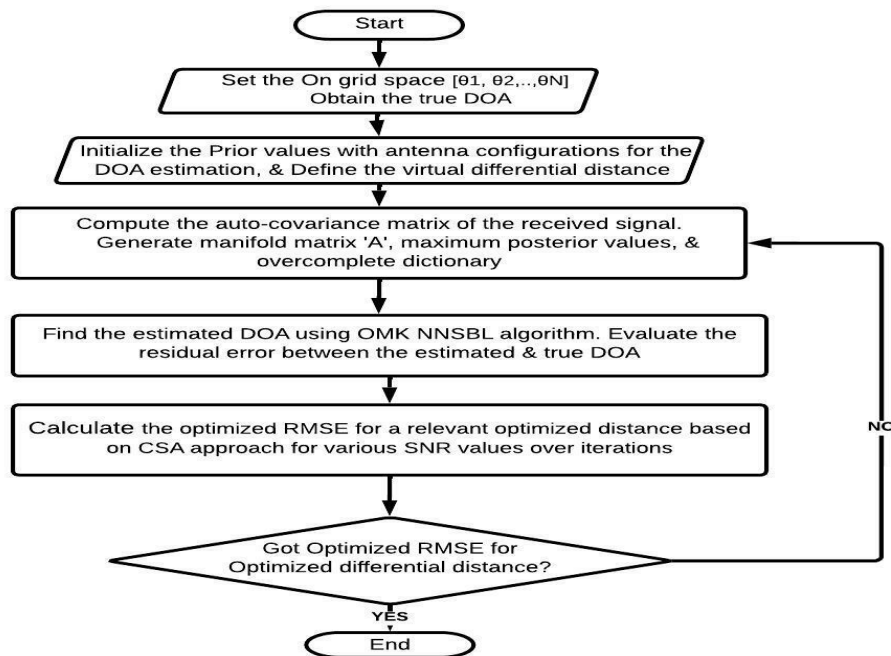 Start
Set the On grid space [θ1, θ2,..,θN]
Obtain the true DOA
Initialize the Prior values with antenna configurations for the
DOA estimation, & Define the virtual differential distance
Compute the auto-covariance matrix of the received signal.
Generate manifold matrix 'A', maximum posterior values, &
overcomplete dictionary
Find the estimated DOA using OMK NNSBL algorithm. Evaluate the
residual error between the estimated & true DOA
Calculate the optimized RMSE for a relevant optimized distance based
on CSA approach for various SNR values over iterations
NO
Got Optimized RMSE for
Optimized differential distance?
YES
End